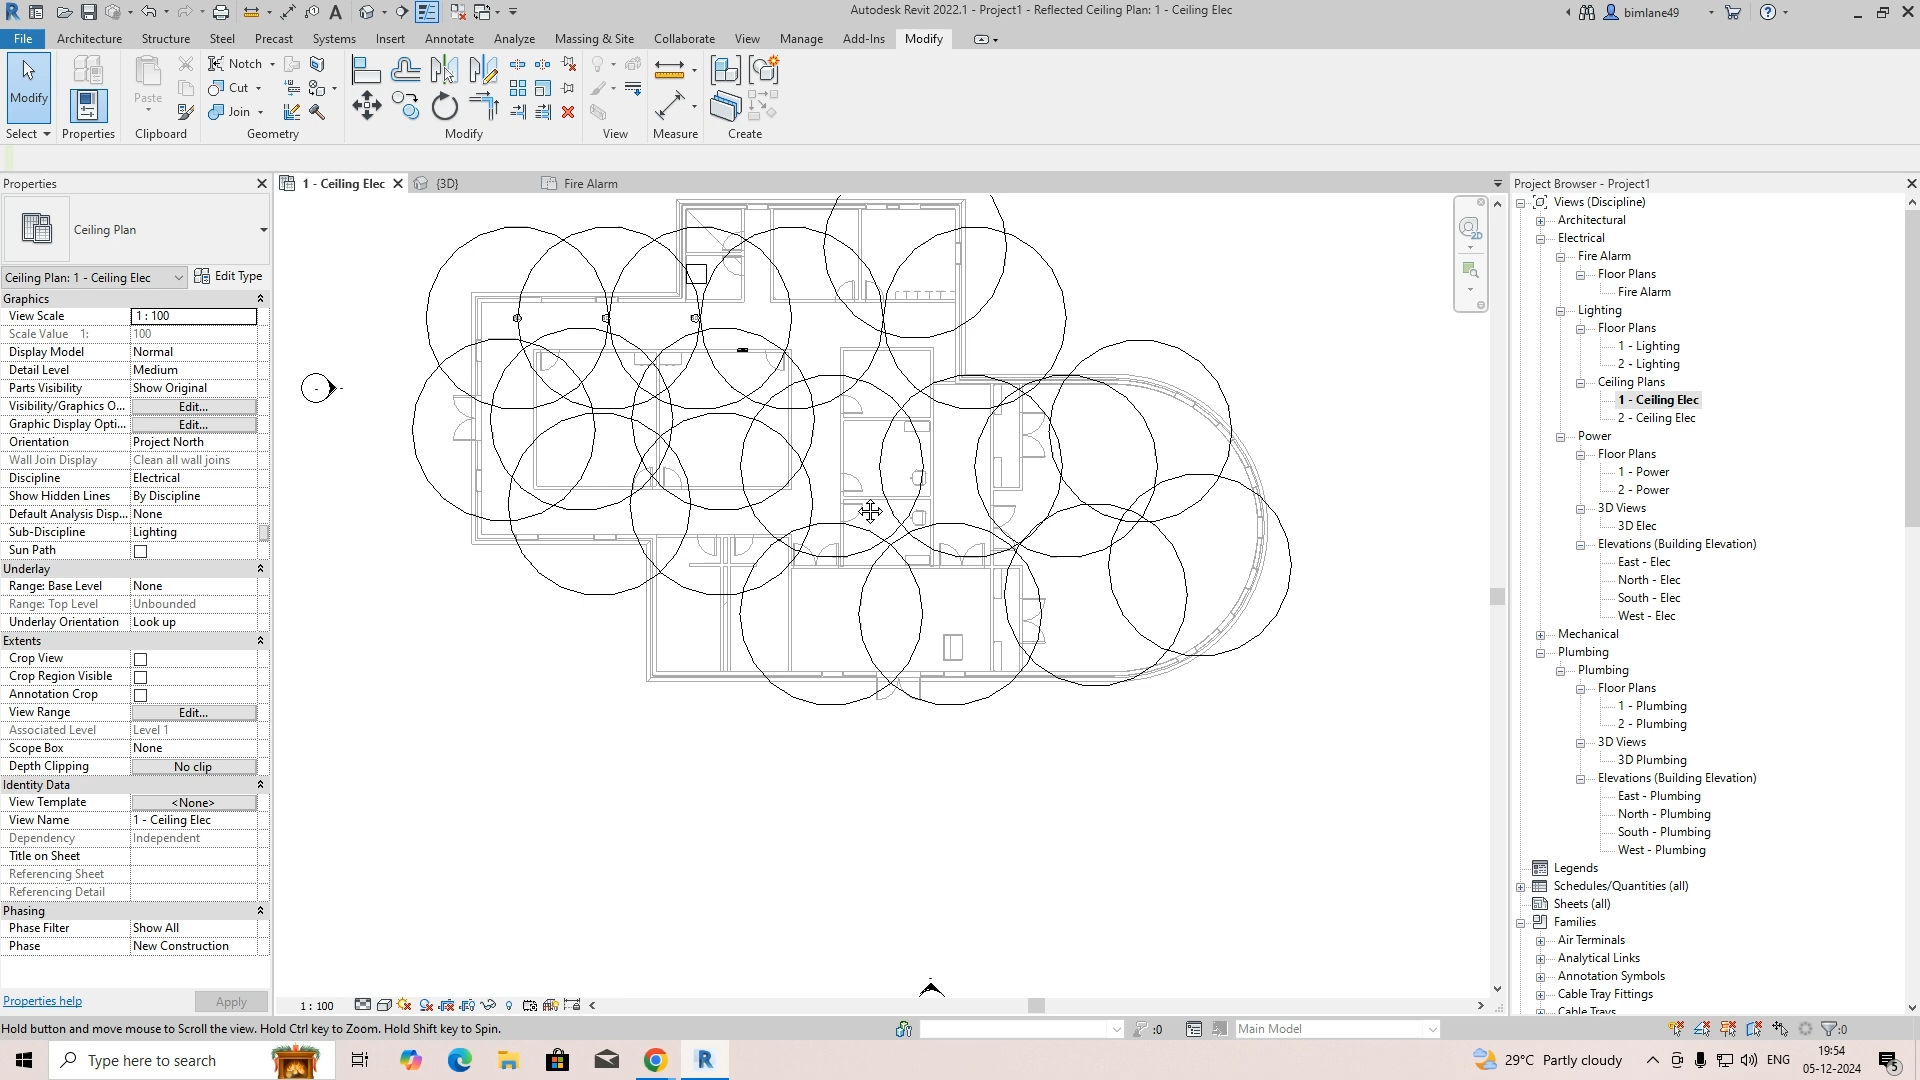 Autodesk Revit 2022.1 - Project1 - Reflected Ceiling Plan: 1 - Ceiling Elec
bimlane49
File Architecture Structure Steel Precast Systems Insert Annotate Analyze Massing & Site Collaborate View Manage Add-Ins Modify
Modify
Paste
Notch
Cut
Join
Select Properties Clipboard Geometry Modify View Measure Create
Properties
1 - Ceiling Elec
{3D}
Fire Alarm
Project Browser - Project1
Ceiling Plan
Ceiling Plan: 1 - Ceiling Elec
Edit Type
Graphics
View Scale 1 : 100
Scale Value 1: 100
Display Model Normal
Detail Level Medium
Parts Visibility Show Original
Visibility/Graphics O... Edit...
Graphic Display Opti... Edit...
Orientation Project North
Wall Join Display Clean all wall joins
Discipline Electrical
Show Hidden Lines By Discipline
Default Analysis Disp... None
Sub-Discipline Lighting
Sun Path
Underlay
Range: Base Level None
Range: Top Level Unbounded
Underlay Orientation Look up
Extents
Crop View
Crop Region Visible
Annotation Crop
View Range Edit...
Associated Level Level 1
Scope Box None
Depth Clipping No clip
Identity Data
View Template <None>
View Name 1 - Ceiling Elec
Dependency Independent
Title on Sheet
Referencing Sheet
Referencing Detail
Phasing
Phase Filter Show All
Phase New Construction
Properties help
Apply
2D
Views (Discipline)
Architectural
Electrical
Fire Alarm
Floor Plans
Fire Alarm
Lighting
Floor Plans
1 - Lighting
2 - Lighting
Ceiling Plans
1 - Ceiling Elec
2 - Ceiling Elec
Power
Floor Plans
1 - Power
2 - Power
3D Views
3D Elec
Elevations (Building Elevation)
East - Elec
North - Elec
South - Elec
West - Elec
Mechanical
Plumbing
Plumbing
Floor Plans
1 - Plumbing
2 - Plumbing
3D Views
3D Plumbing
Elevations (Building Elevation)
East - Plumbing
North - Plumbing
South - Plumbing
West - Plumbing
Legends
Schedules/Quantities (all)
Sheets (all)
Families
Air Terminals
Analytical Links
Annotation Symbols
Cable Tray Fittings
Cable Trays
1 : 100
Hold button and move mouse to Scroll the view. Hold Ctrl key to Zoom. Hold Shift key to Spin.
:0
Main Model
:0
Type here to search
29°C Partly cloudy
ENG
19:54
05-12-2024
5